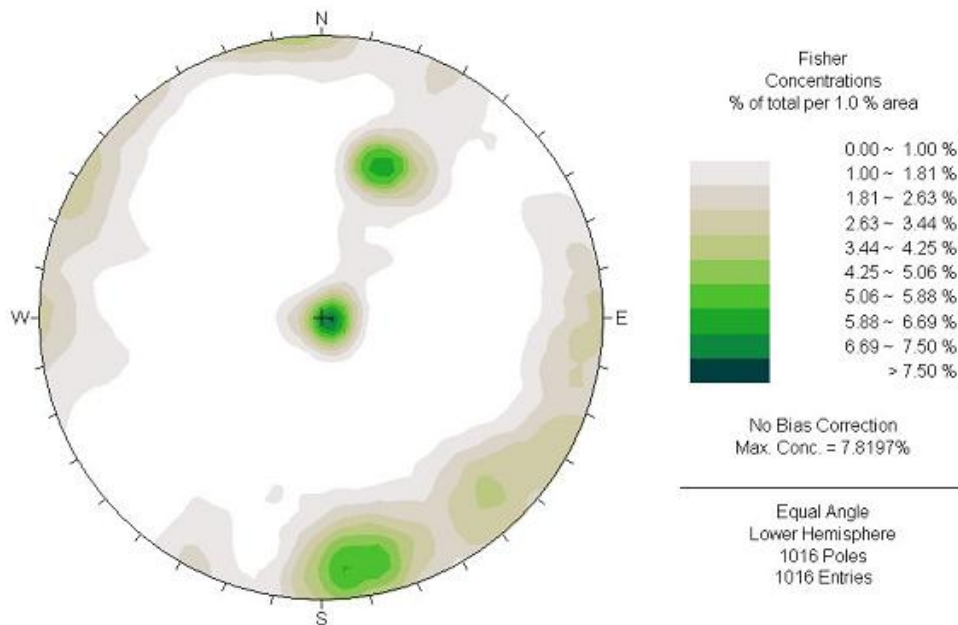 N
W
E
S
Fisher
Concentrations
% of total per 1.0 % area
0.00 ~ 1.00 %
1.00 ~ 1.81 %
1.81 ~ 2.63 %
2.63 ~ 3.44 %
3.44 ~ 4.25 %
4.25 ~ 5.06 %
5.06 ~ 5.88 %
5.88 ~ 6.69 %
6.69 ~ 7.50 %
> 7.50 %
No Bias Correction
Max. Conc. = 7.8197%
Equal Angle
Lower Hemisphere
1016 Poles
1016 Entries